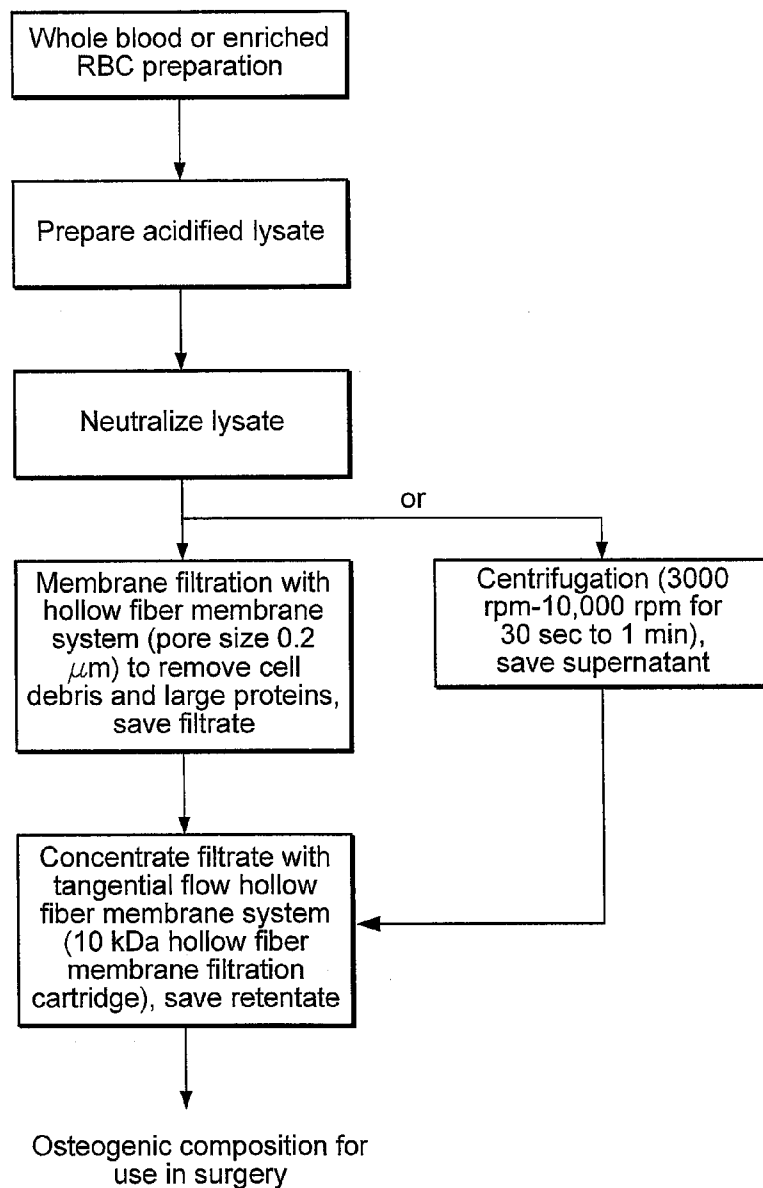 Whole blood or enriched
RBC preparation
Prepare acidified lysate
Neutralize lysate
or
Membrane filtration with
hollow fiber membrane
system (pore size 0.2
μm) to remove cell
debris and large proteins,
save filtrate
Centrifugation (3000
rpm-10,000 rpm for
30 sec to 1 min),
save supernatant
Concentrate filtrate with
tangential flow hollow
fiber membrane system
(10 kDa hollow fiber
membrane filtration
cartridge), save retentate
Osteogenic composition for
use in surgery